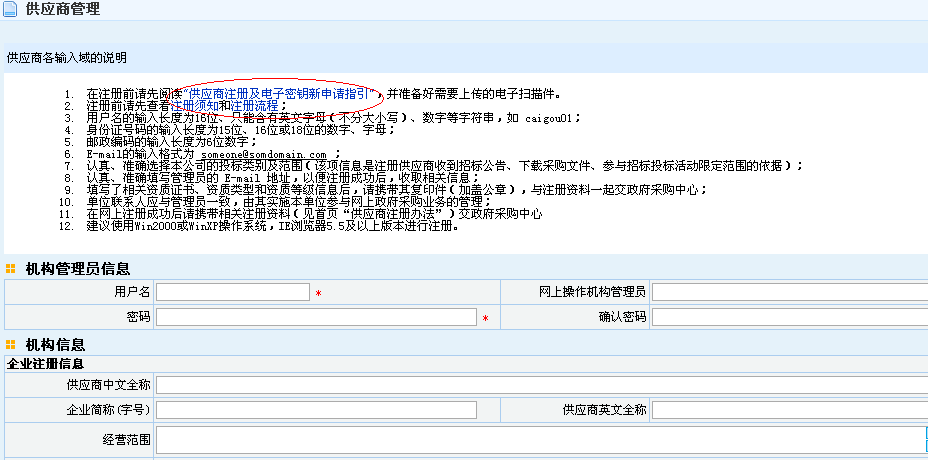 供应商管理
供应商各输入域的说明
1. 在注册前请先阅读“供应商注册及电子密钥新申请指引”,并准备好需要上传的电子扫描件。
2. 注册前请先查看注册须知和注册流程;
3. 用户名的输入长度为16位、只能含有英文字母(不分大小写)、数字等字符串,如 caigou01;
4. 身份证号码的输入长度为15位、16位或18位的数字、字母;
5. 邮政编码的输入长度为6位数字;
6. E-mail的输入格式为 someone@somdomain.com ;
7. 认真、准确选择本公司的投标类别及范围(该项信息是注册供应商收到招标公告、下载采购文件、参与招标投标活动限定范围的依据);
8. 认真、准确填写管理员的 E-mail 地址,以便注册成功后,收取相关信息;
9. 填写了相关资质证书、资质类型和资质等级信息后,请携带其复印件(加盖公章),与注册资料一起交政府采购中心;
10. 单位联系人应与管理员一致,由其实施本单位参与网上政府采购业务的管理;
11. 在网上注册成功后请携带相关注册资料(见首页“供应商注册办法”)交政府采购中心
12. 建议使用Win2000或WinXP操作系统,IE浏览器5.5及以上版本进行注册。
机构管理员信息
用户名 * 网上操作机构管理员
密码 * 确认密码
机构信息
企业注册信息
供应商中文全称
企业简称(字号) 供应商英文全称
经营范围